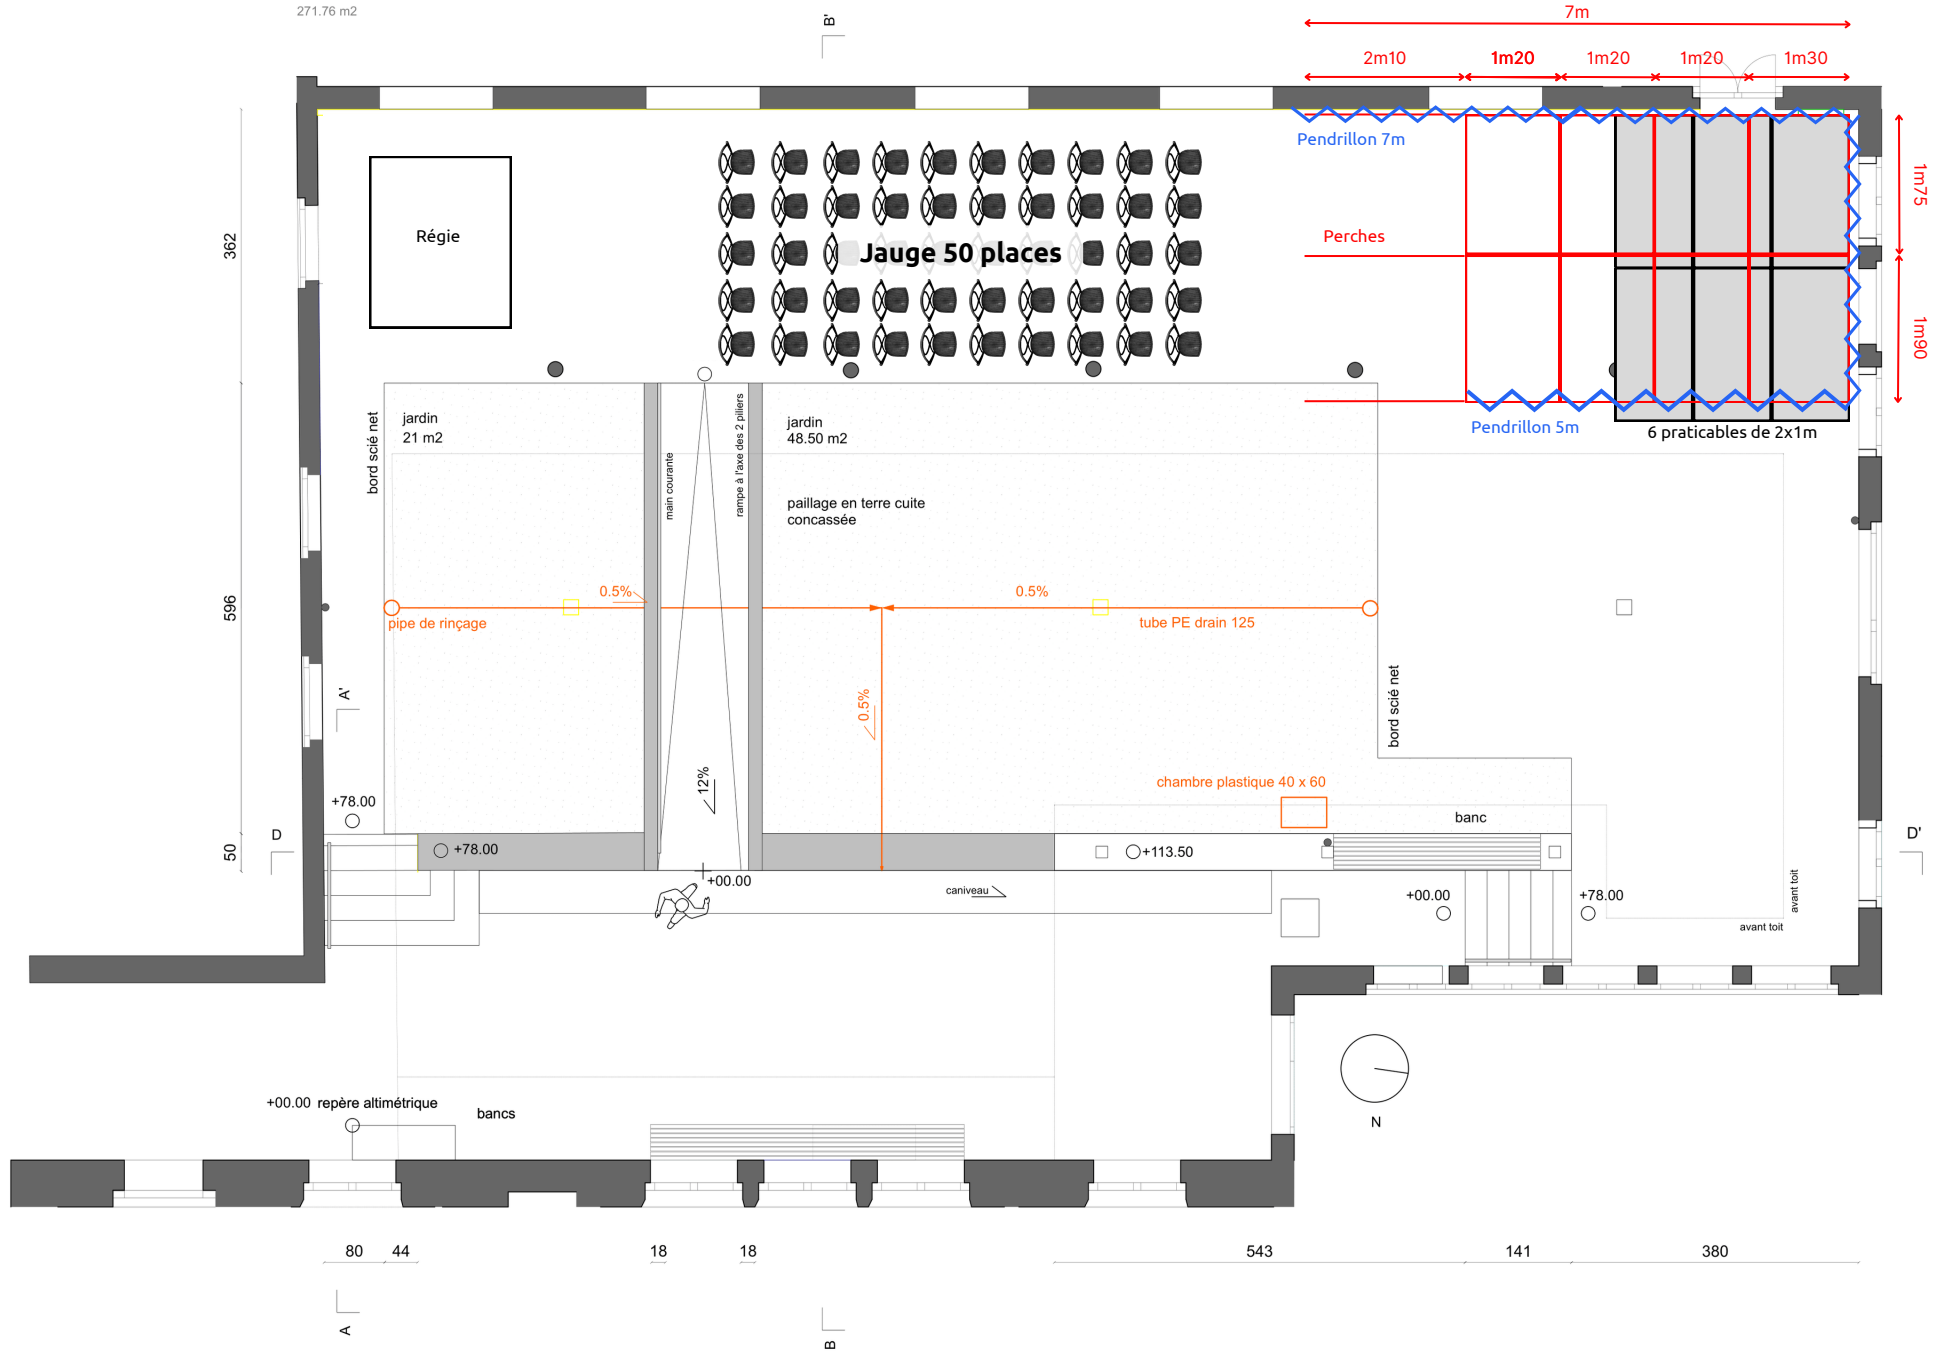 271.76 m2
B'
7m
2m10
1m20
1m20
1m20
1m30
Pendrillon 7m
1m75
Régie
Perches
Jauge 50 places
362
1m90
jardin
21 m2
jardin
48.50 m2
Pendrillon 5m
6 praticables de 2x1m
bord scié net
main courante
rampe à l'axe des 2 piliers
paillage en terre cuite
concassée
596
0.5%
0.5%
pipe de rinçage
tube PE drain 125
A'
0.5%
bord scié net
12%
chambre plastique 40 x 60
+78.00
banc
D
50
+78.00
+113.50
D'
+00.00
caniveau
+00.00
+78.00
avant toit
avant toit
N
+00.00 repère altimétrique
bancs
80
44
18
18
543
141
380
A
B